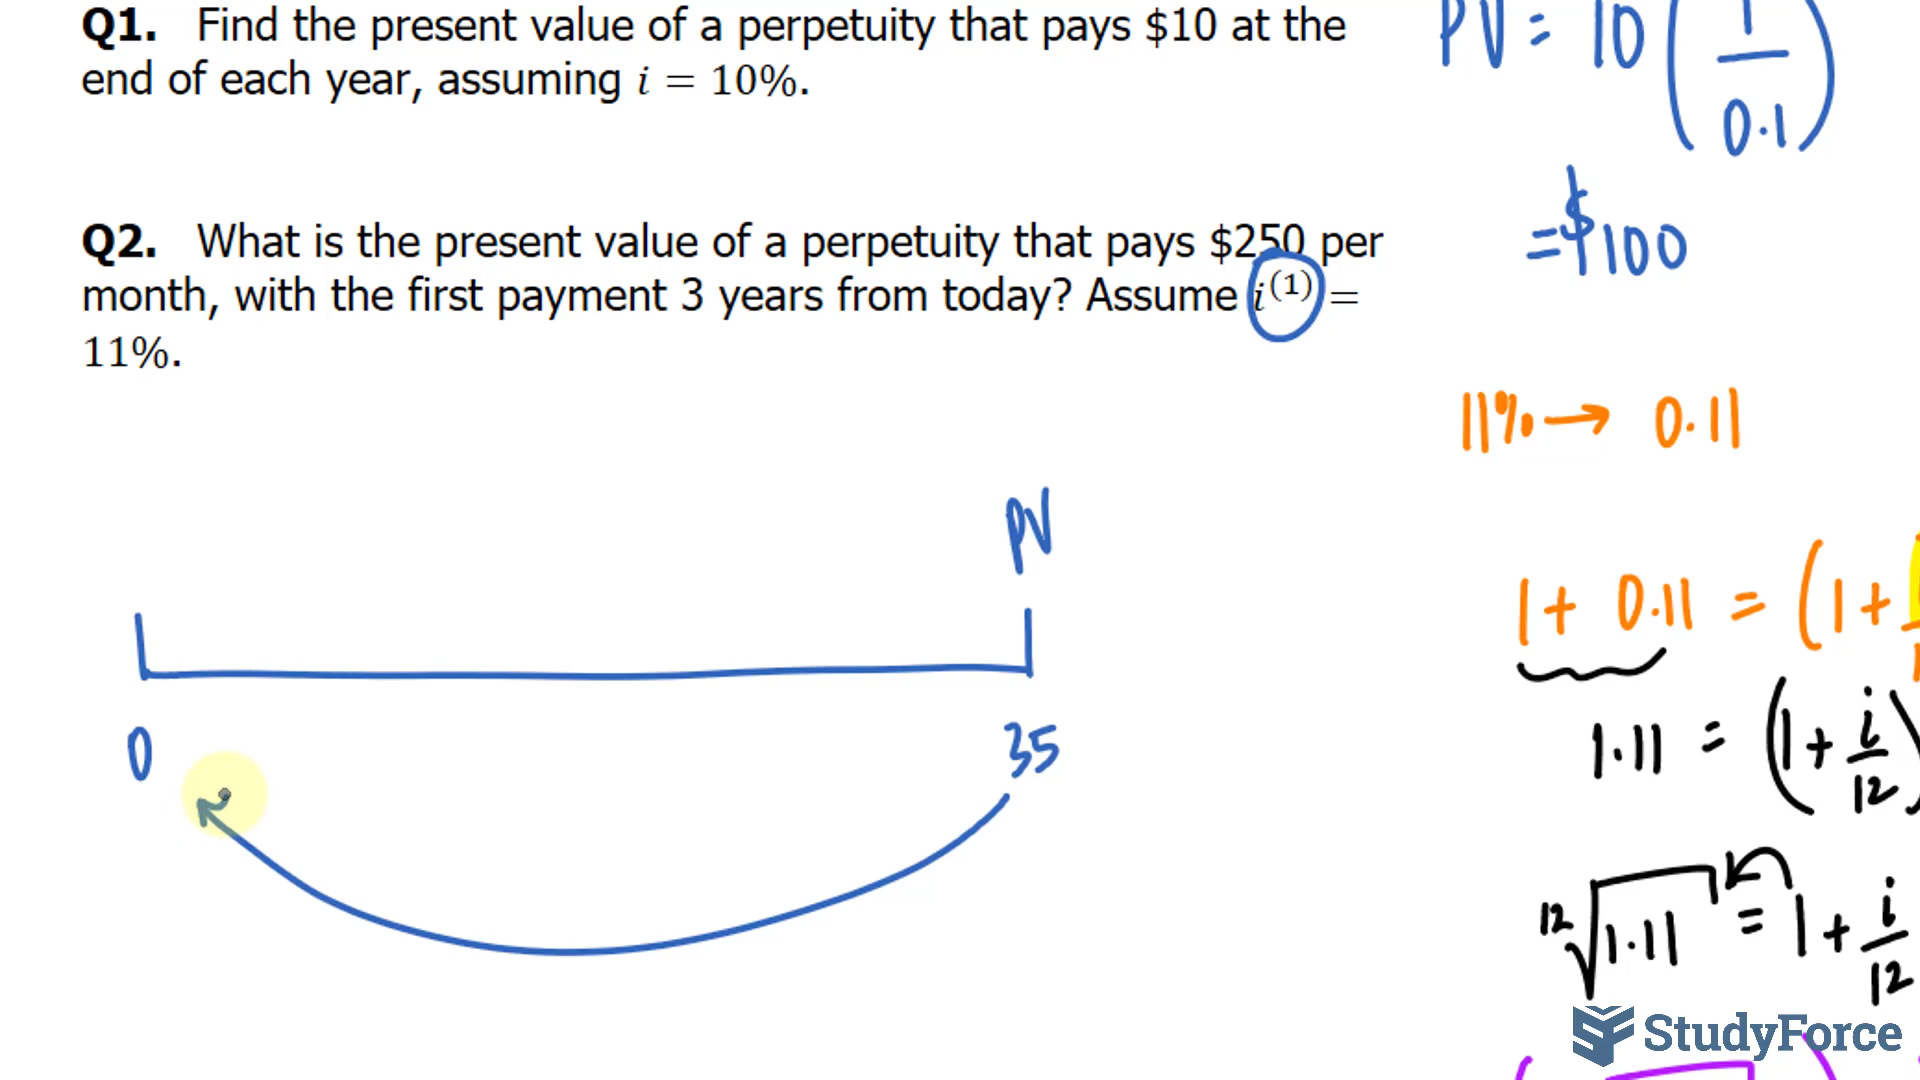 Q1. Find the present value of a perpetuity that pays $10 at the
end of each year, assuming i = 10%.
PV = 10 ( 1 / 0.1 )
= $100
Q2. What is the present value of a perpetuity that pays $250 per
month, with the first payment 3 years from today? Assume i⁽¹⁾ =
11%.
11% → 0.11
PV
0
35
1 + 0.11 = ( 1 +
1.11 = ( 1 + i / 12 )
¹²√1.11 = 1 + i / 12
StudyForce